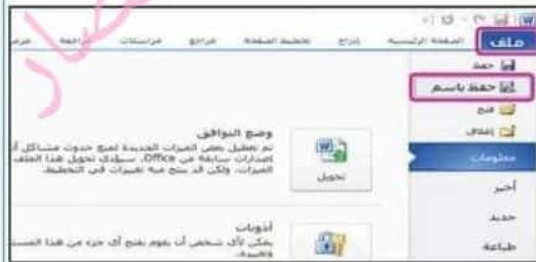 ملف الصفحة الرئيسية إدراج تخطيط الصفحة مراجع مراسلات مراجعة
حفظ
حفظ باسم
فتح
إغلاق
معلومات
أخير
جديد
طباعة
وضع التوافق
تم تعطيل بعض الميزات الجديدة لمنع حدوث مشاكل
إصدارات سابقة من Office. سيؤدي تحويل هذا الملف
الميزات، ولكن قد ينتج عنه تغييرات في التخطيط.
تحويل
أذونات
يمكن لأي شخص أن يقوم بفتح أي جزء من هذا
وتغييره.